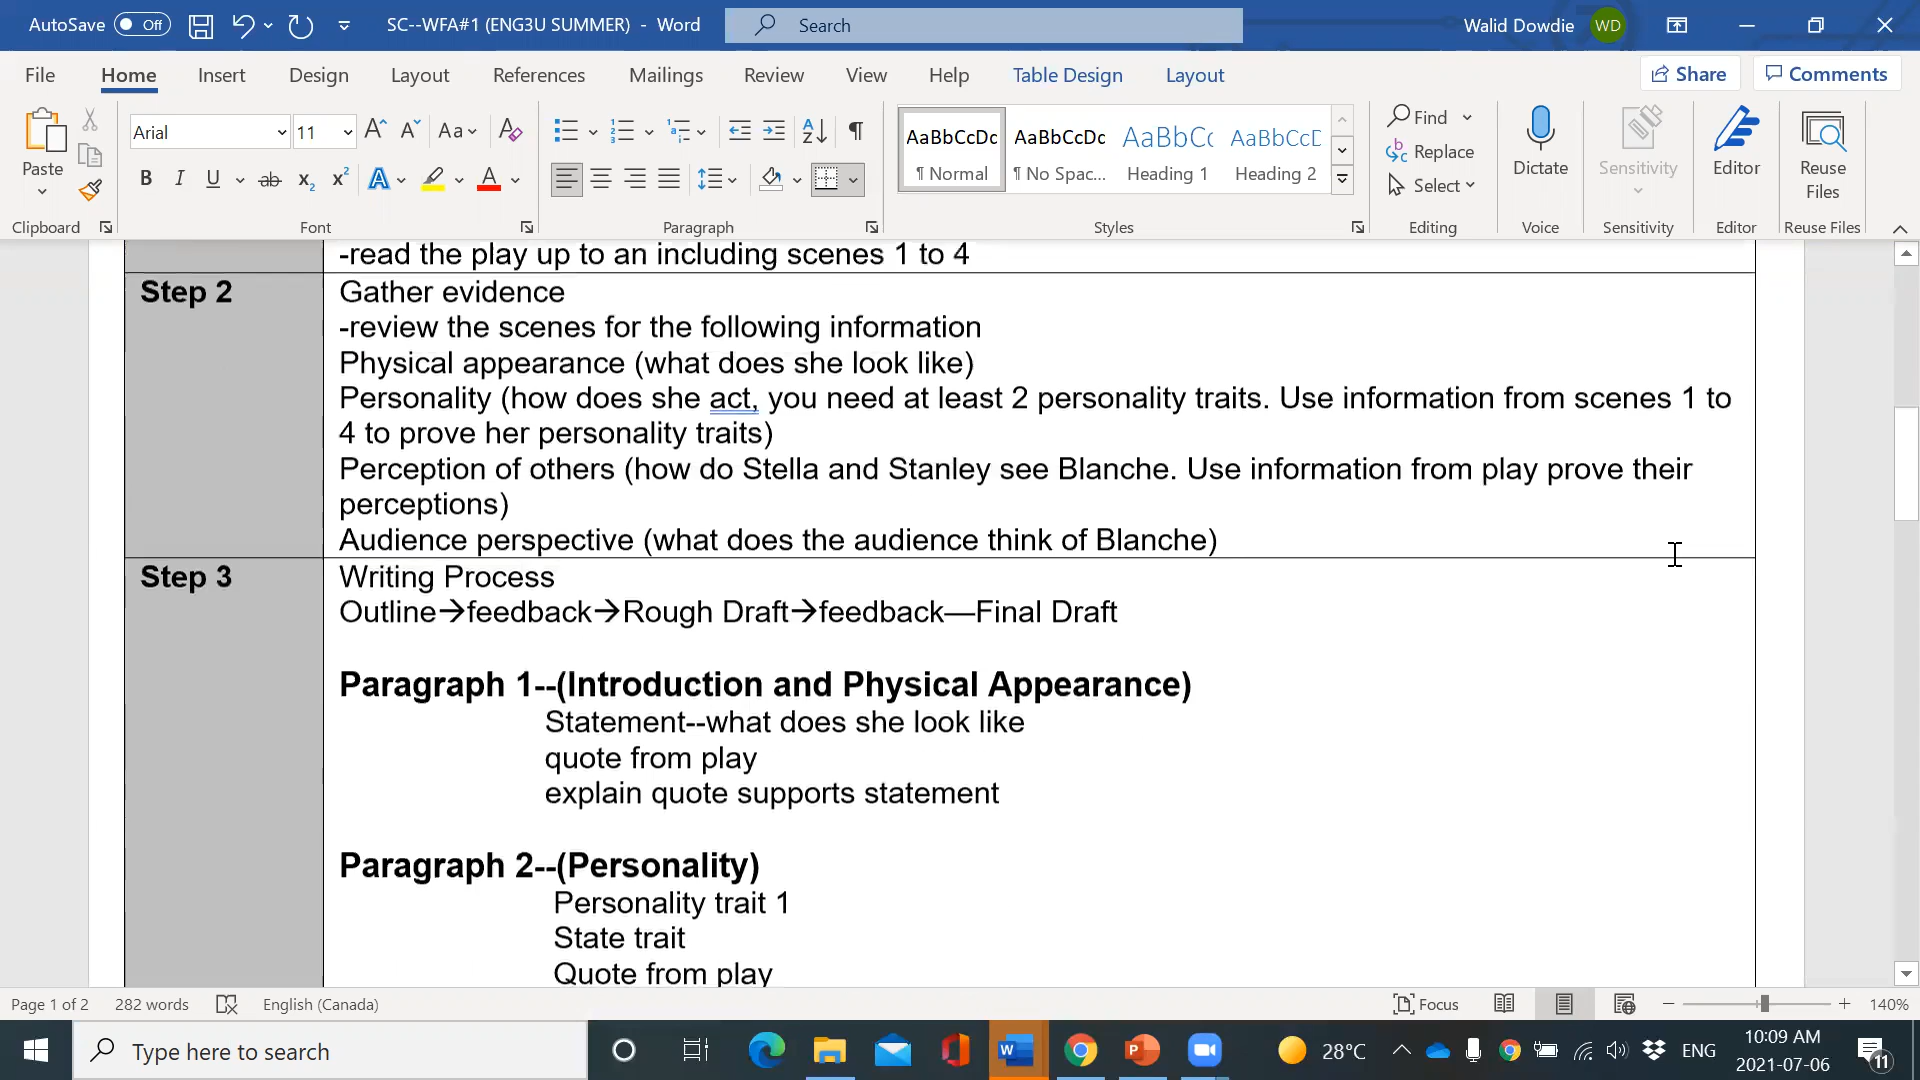 AutoSave Off SC--WFA#1 (ENG3U SUMMER) - Word Search Walid Dowdie WD
File Home Insert Design Layout References Mailings Review View Help Table Design Layout Share Comments
Arial 11 Aa
Paste
B I U ab x₂ x² A A
AaBbCcDc AaBbCcDc AaBbCc AaBbCcD
¶ Normal ¶ No Spac... Heading 1 Heading 2
Find
Replace
Select
Dictate Sensitivity Editor Reuse
Files
Clipboard Font Paragraph Styles Editing Voice Sensitivity Editor Reuse Files
-read the play up to an including scenes 1 to 4
Step 2 Gather evidence
-review the scenes for the following information
Physical appearance (what does she look like)
Personality (how does she act, you need at least 2 personality traits. Use information from scenes 1 to
4 to prove her personality traits)
Perception of others (how do Stella and Stanley see Blanche. Use information from play prove their
perceptions)
Audience perspective (what does the audience think of Blanche)
Step 3 Writing Process
Outline→feedback→Rough Draft→feedback—Final Draft
Paragraph 1--(Introduction and Physical Appearance)
Statement--what does she look like
quote from play
explain quote supports statement
Paragraph 2--(Personality)
Personality trait 1
State trait
Quote from play
Page 1 of 2 282 words English (Canada) Focus 140%
Type here to search 28°C ENG 10:09 AM
2021-07-06 11